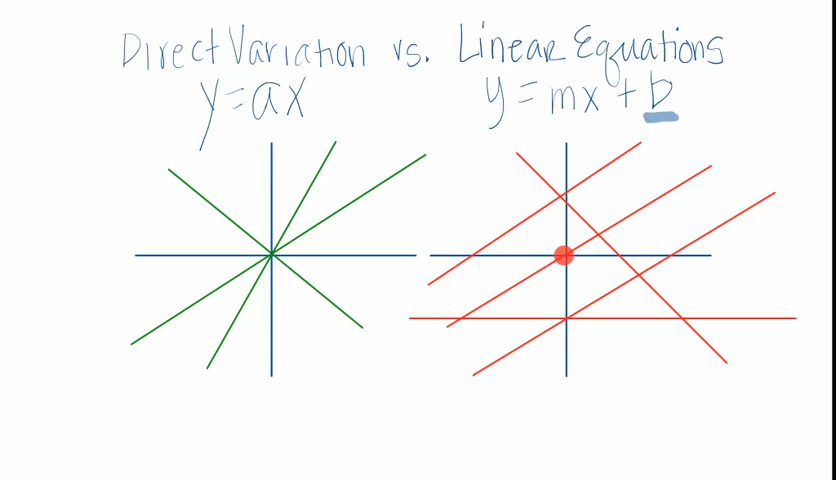 Direct Variation vs. Linear Equations
y = ax y = mx + b